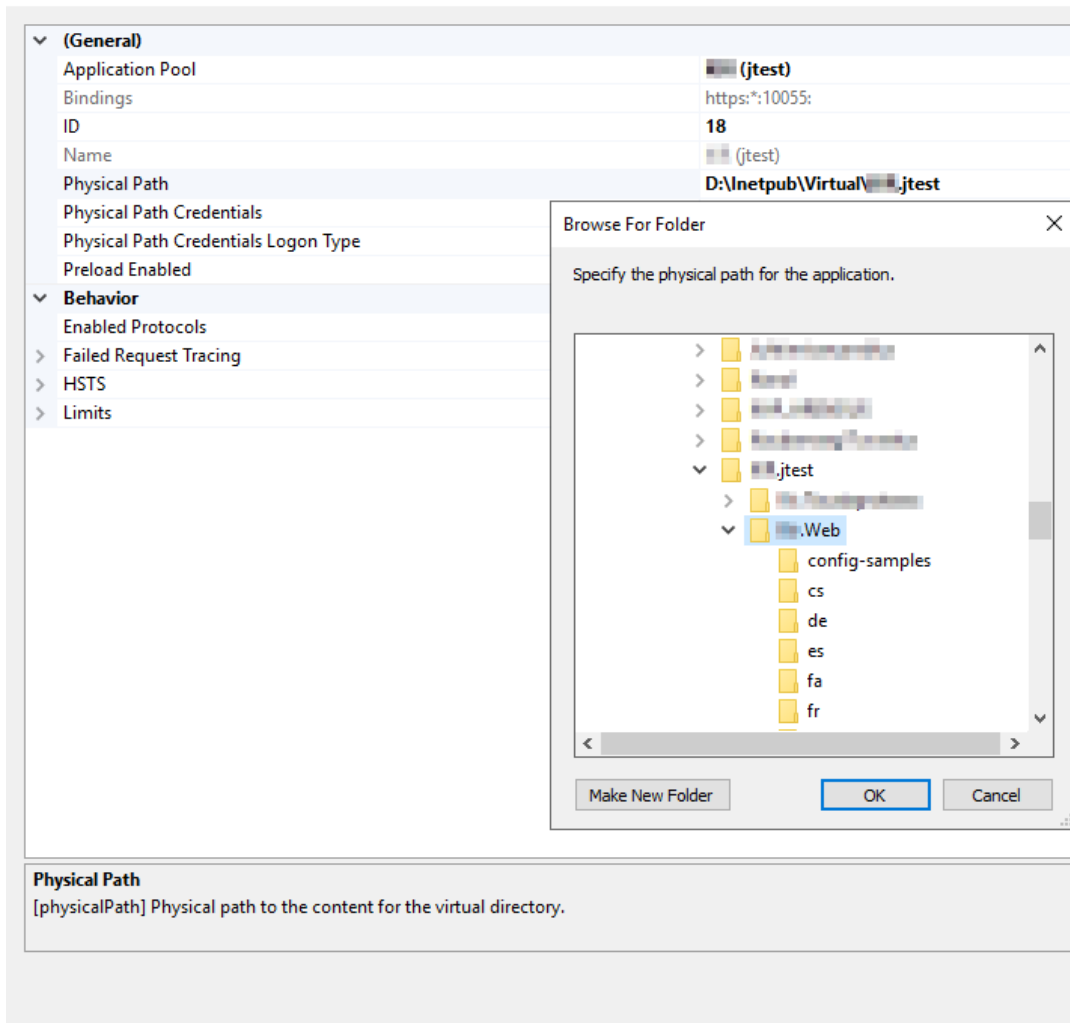 (General)
Application Pool (jtest)
Bindings https:*:10055:
ID 18
Name (jtest)
Physical Path D:\Inetpub\Virtual\ .jtest
Physical Path Credentials
Physical Path Credentials Logon Type
Preload Enabled
Behavior
Enabled Protocols
Failed Request Tracing
HSTS
Limits
Browse For Folder
Specify the physical path for the application.
.jtest
.Web
config-samples
cs
de
es
fa
fr
Make New Folder OK Cancel
Physical Path
[physicalPath] Physical path to the content for the virtual directory.